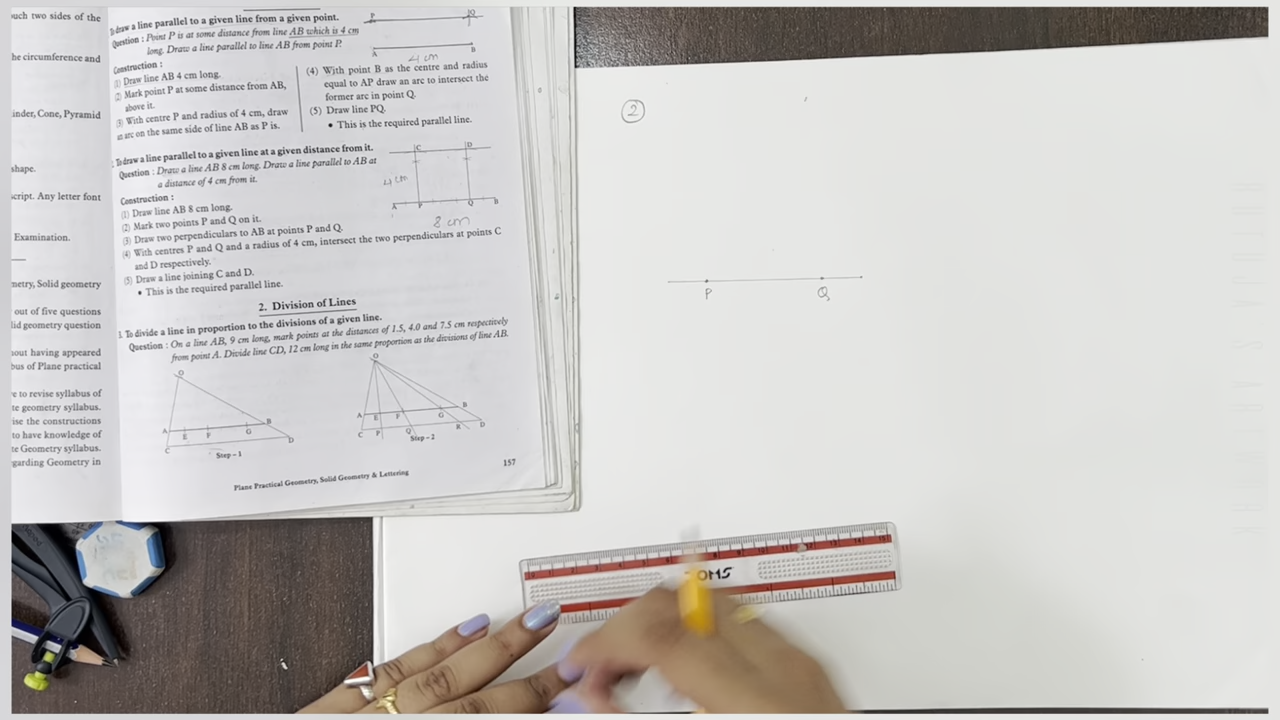 ouch two sides of the
he circumference and
inder, Cone, Pyramid
shape.
script. Any letter font
Examination.
metry, Solid geometry
out of five questions
lid geometry question
nout having appeared
bus of Plane practical
e to revise syllabus of
te geometry syllabus.
ise the constructions
to have knowledge of
te Geometry syllabus.
garding Geometry in
To draw a line parallel to a given line from a given point.
Question : Point P is at some distance from line AB which is 4 cm
long. Draw a line parallel to line AB from point P.
P Q
A B
4 cm
Construction :
(1) Draw line AB 4 cm long.
(2) Mark point P at some distance from AB,
above it.
(3) With centre P and radius of 4 cm, draw
an arc on the same side of line AB as P is.
(4) With point B as the centre and radius
equal to AP draw an arc to intersect the
former arc in point Q.
(5) Draw line PQ.
• This is the required parallel line.
To draw a line parallel to a given line at a given distance from it.
Question : Draw a line AB 8 cm long. Draw a line parallel to AB at
a distance of 4 cm from it.
C D
4 cm
A P Q B
8 cm
Construction :
(1) Draw line AB 8 cm long.
(2) Mark two points P and Q on it.
(3) Draw two perpendiculars to AB at points P and Q.
(4) With centres P and Q and a radius of 4 cm, intersect the two perpendiculars at points C
and D respectively.
(5) Draw a line joining C and D.
• This is the required parallel line.
2. Division of Lines
3. To divide a line in proportion to the divisions of a given line.
Question : On a line AB, 9 cm long, mark points at the distances of 1.5, 4.0 and 7.5 cm respectively
from point A. Divide line CD, 12 cm long in the same proportion as the divisions of line AB.
O
A E F G B
C D
Step - 1
O
A E F G B
C P Q R D
Step - 2
Plane Practical Geometry, Solid Geometry & Lettering
157
2
P Q
OMS